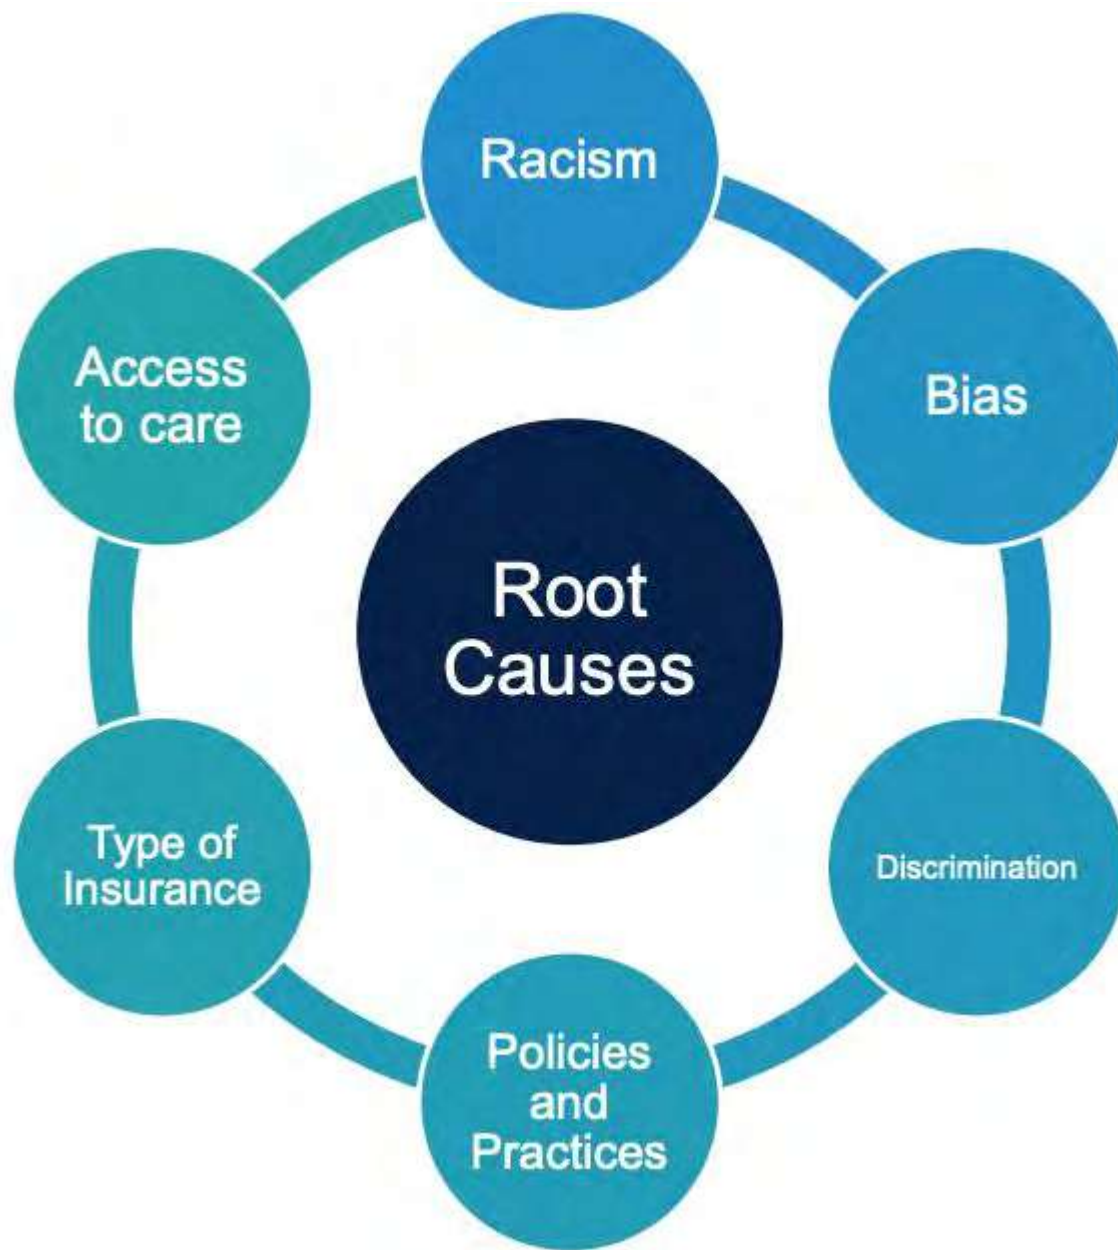 Racism
Bias
Discrimination
Policies
and
Practices
Type of
Insurance
Access
to care
Root
Causes